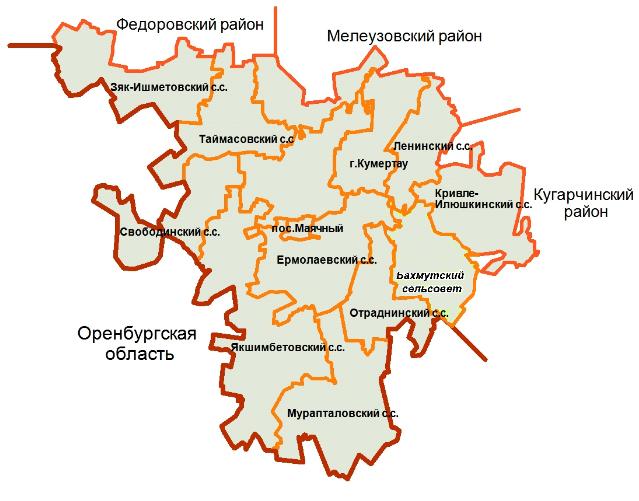 Федоровский район
Мелеузовский район
Зяк-Ишметовский с.с.
Таймасовский с.с
Ленинский с.с.
г.Кумертау
Кривле-
Илюшкинский с.с.
Кугарчинский
район
Свободинский с.с.
пос.Маячный
Ермолаевский с.с.
Бахмутский
сельсовет
Отраднинский с.с.
Оренбургская
область
Якшимбетовский с.с.
Мурапталовский с.с.